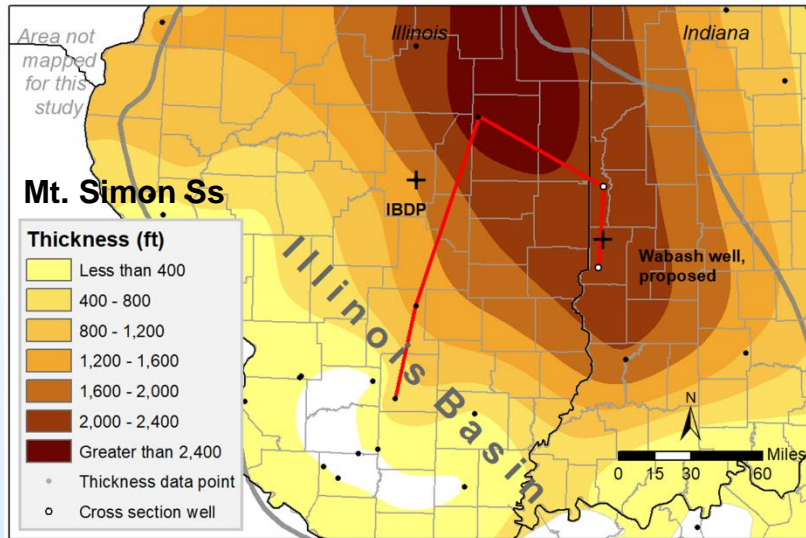 Area not
mapped
for this
study
Illinois
Indiana
Mt. Simon Ss
IBDP
Thickness (ft)
Less than 400
400 - 800
800 - 1,200
1,200 - 1,600
1,600 - 2,000
2,000 - 2,400
Greater than 2,400
Thickness data point
Cross section well
Illinois Basin
Wabash well,
proposed
N
Miles
0 15 30 60